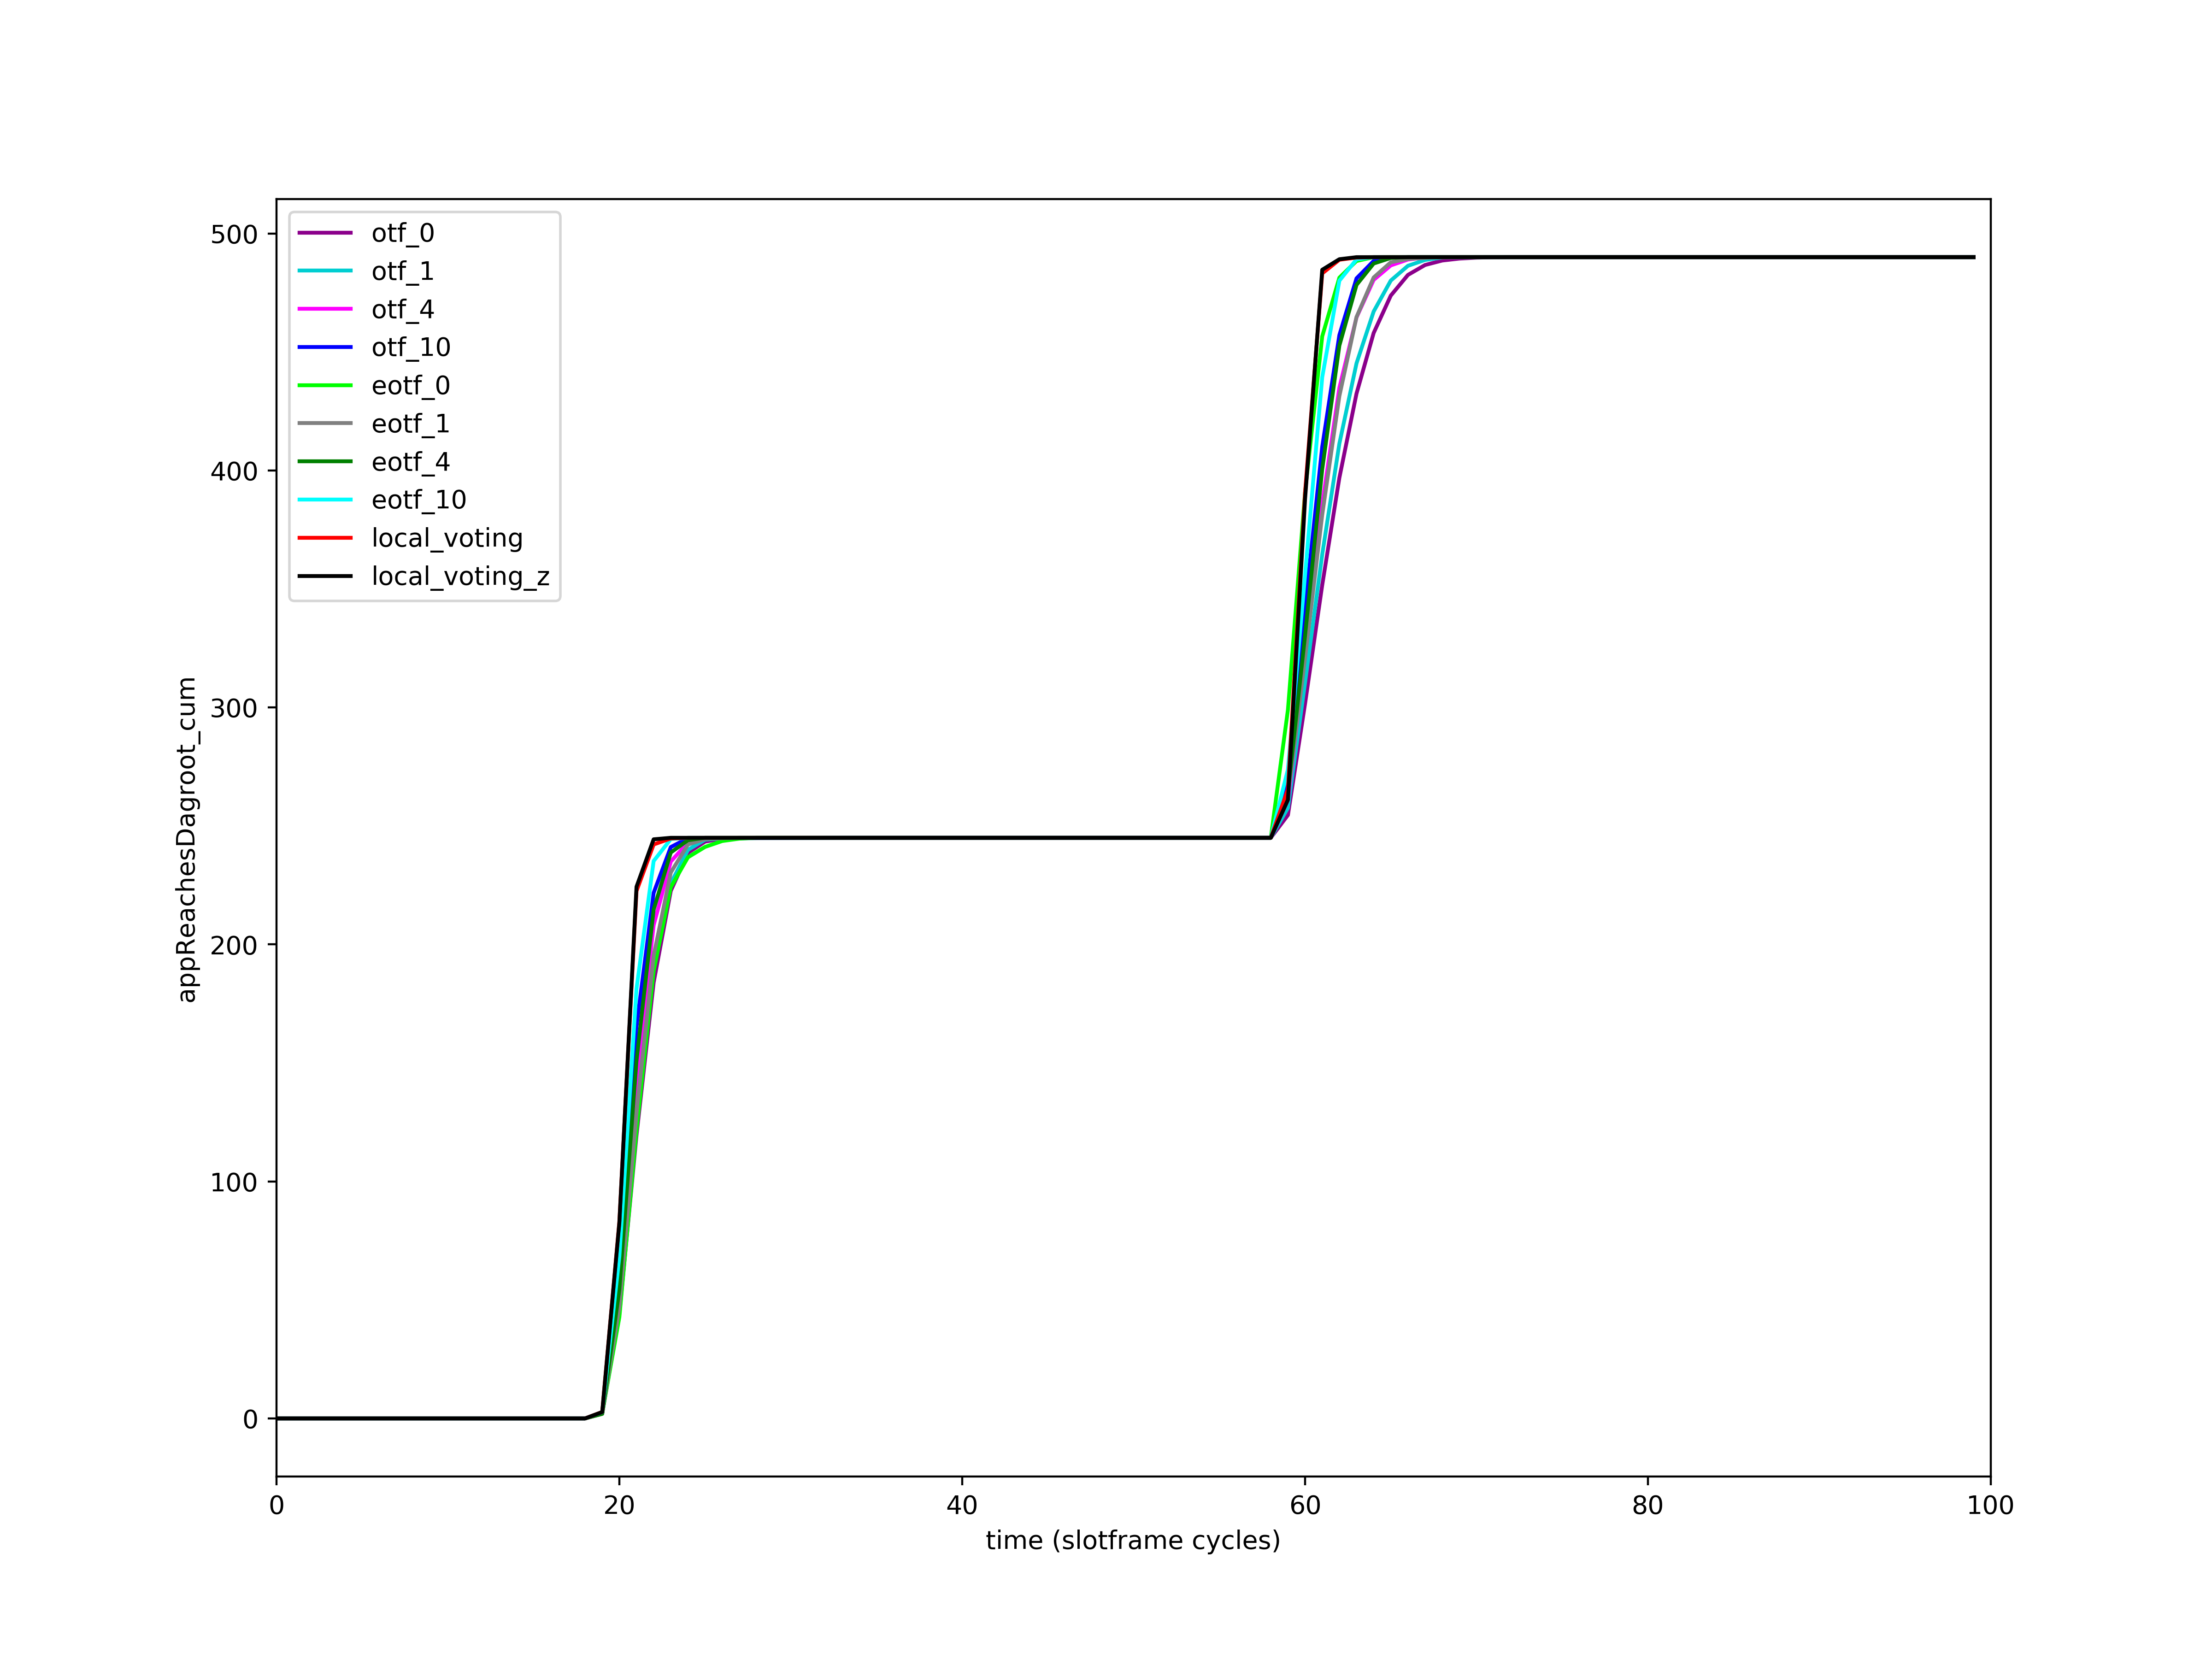 otf_0
otf_1
otf_4
otf_10
eotf_0
eotf_1
eotf_4
eotf_10
local_voting
local_voting_z
500
400
300
200
100
0
appReachesDagroot_cum
0 20 40 60 80 100
time (slotframe cycles)